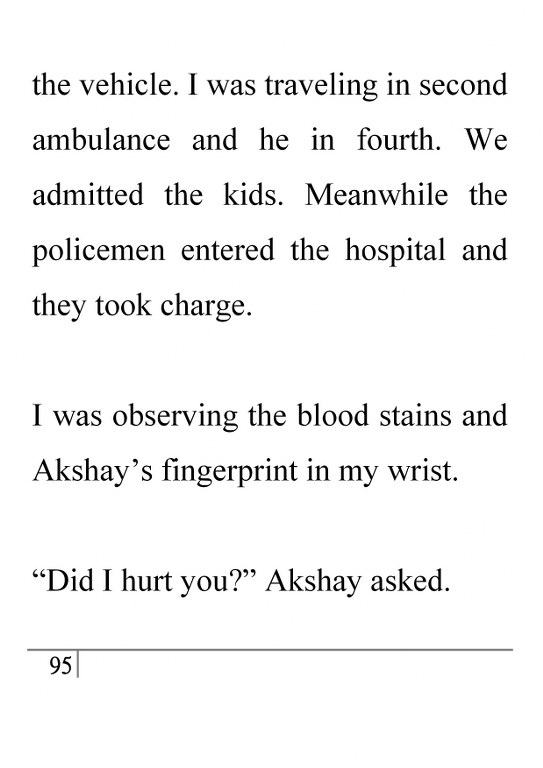 the vehicle. I was traveling in second
ambulance and he in fourth. We
admitted the kids. Meanwhile the
policemen entered the hospital and
they took charge.
I was observing the blood stains and
Akshay’s fingerprint in my wrist.
“Did I hurt you?” Akshay asked.
95